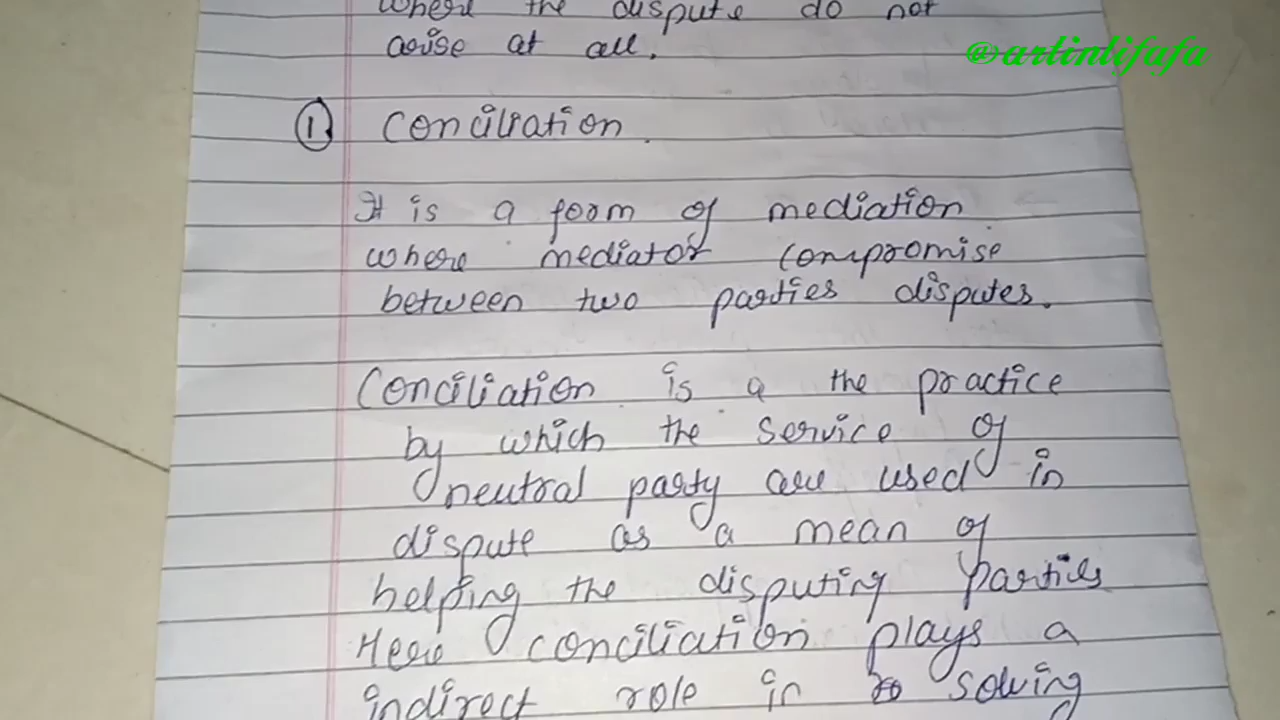 where the dispute do not
arise at all.
@artinlifafa
① Conciliation.
It is a form of mediation
where mediator compromise
between two parties disputes.
Conciliation is a the practice
by which the service of
neutral party are used in
dispute as a mean of
helping the disputing parties
Here conciliation plays a
indirect role in solving